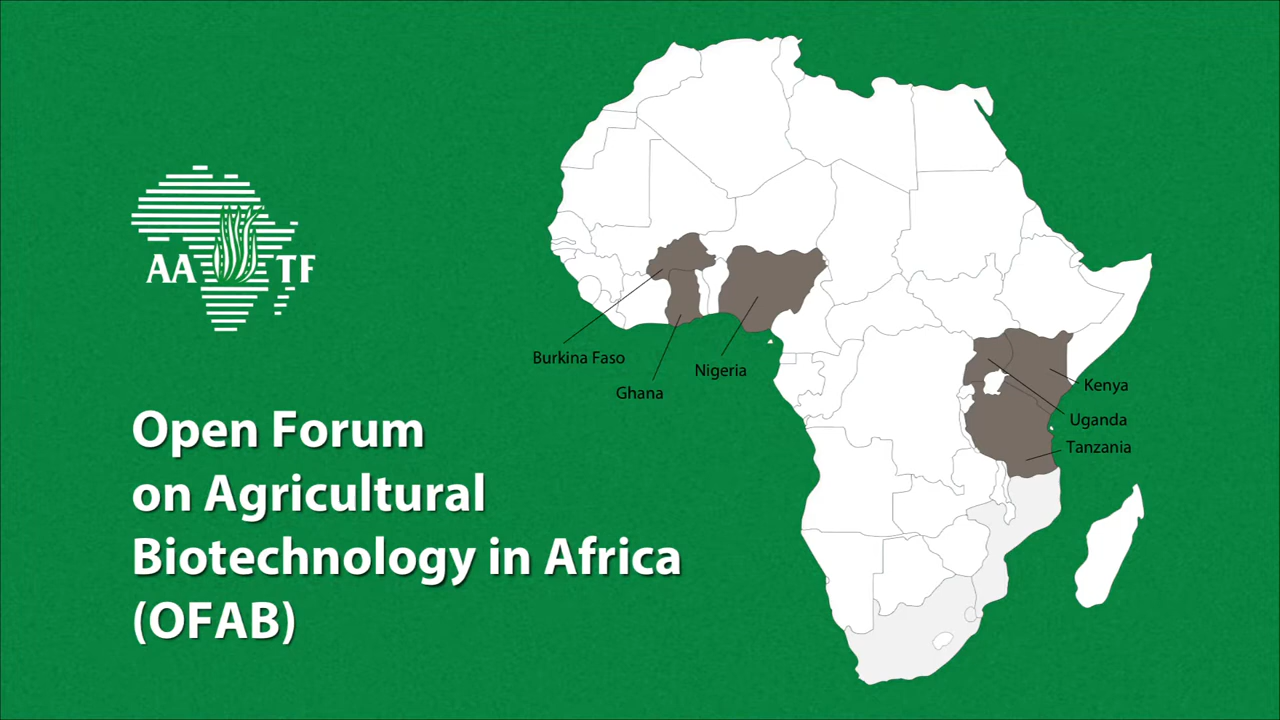 AATF
Open Forum
on Agricultural
Biotechnology in Africa
(OFAB)
Burkina Faso
Ghana
Nigeria
Kenya
Uganda
Tanzania